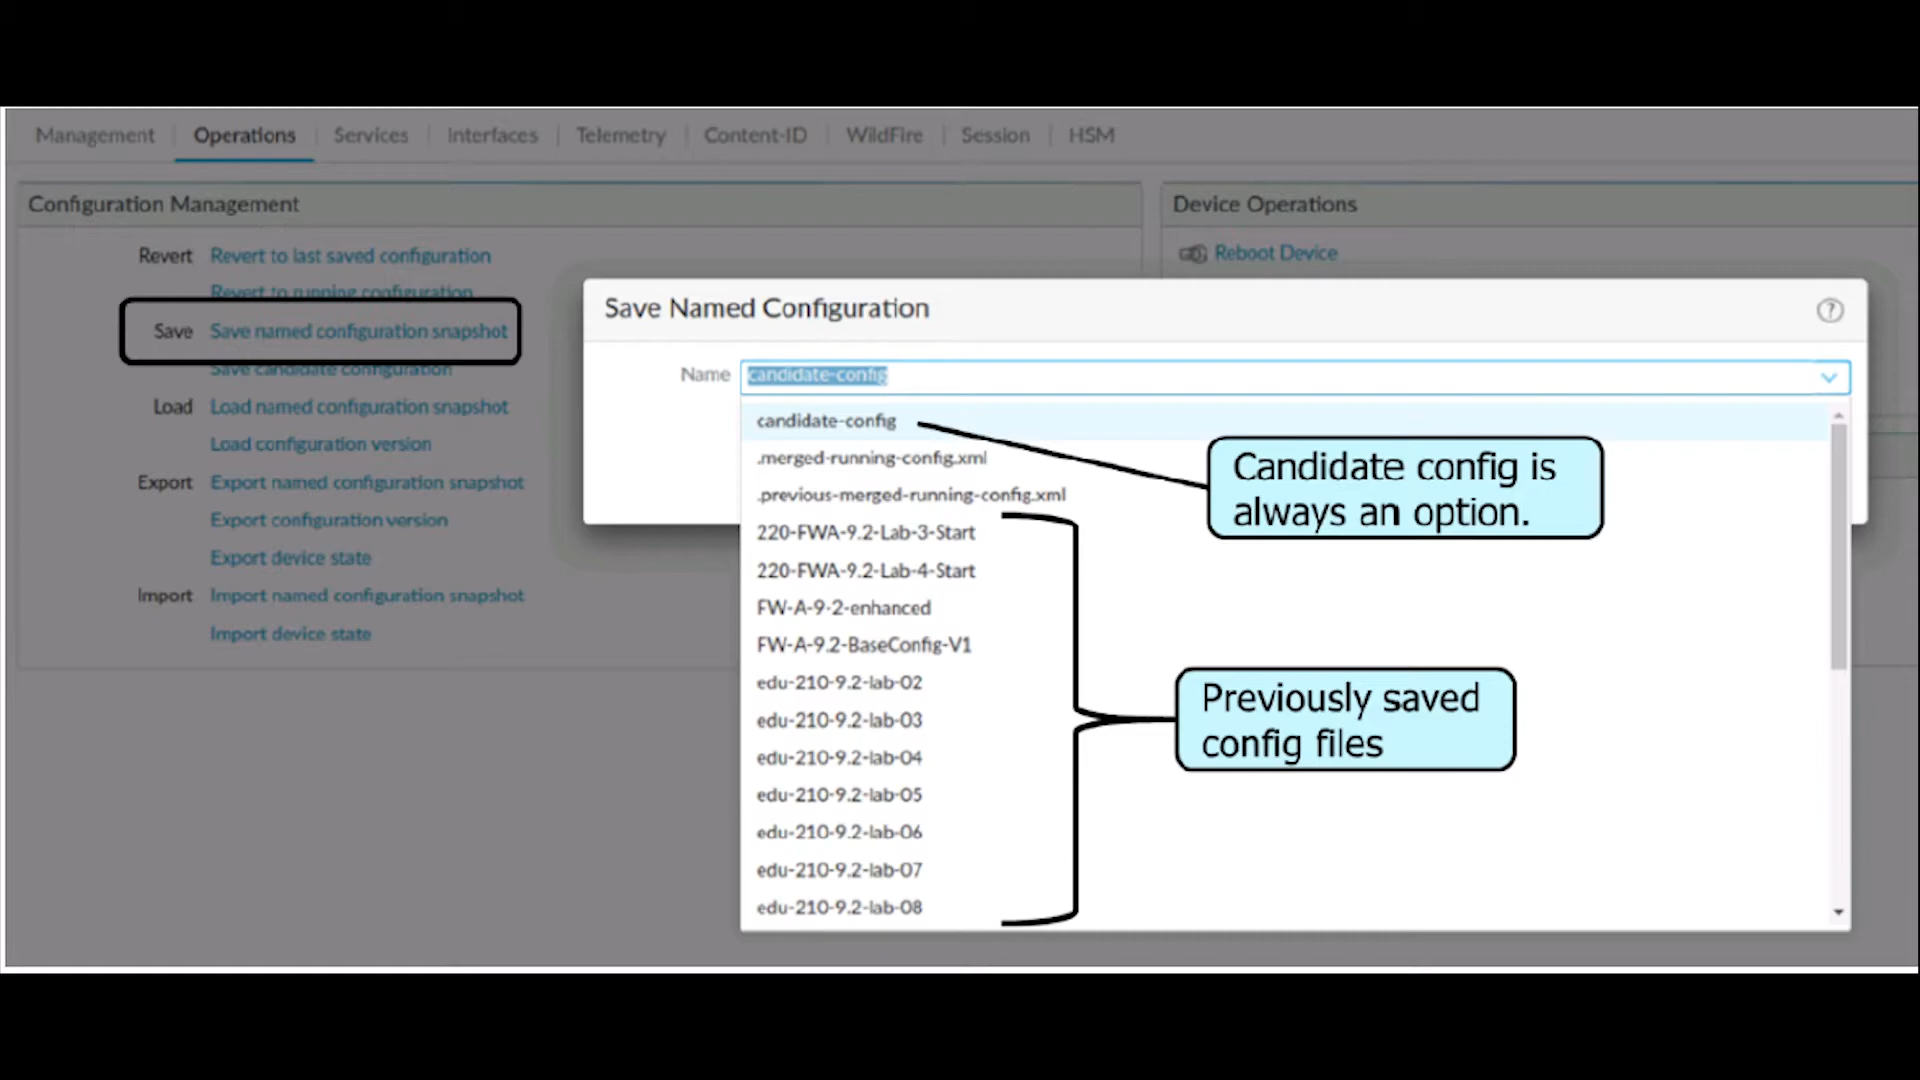 Management Operations Services Interfaces Telemetry Content-ID WildFire Session HSM
Configuration Management
Device Operations
Revert Revert to last saved configuration
Reboot Device
Revert to running configuration
Save Save named configuration snapshot
Save candidate configuration
Load Load named configuration snapshot
Load configuration version
Export Export named configuration snapshot
Export configuration version
Export device state
Import Import named configuration snapshot
Import device state
Save Named Configuration
?
Name candidate-config
candidate-config
.merged-running-config.xml
.previous-merged-running-config.xml
220-FWA-9.2-Lab-3-Start
220-FWA-9.2-Lab-4-Start
FW-A-9-2-enhanced
FW-A-9.2-BaseConfig-V1
edu-210-9.2-lab-02
edu-210-9.2-lab-03
edu-210-9.2-lab-04
edu-210-9.2-lab-05
edu-210-9.2-lab-06
edu-210-9.2-lab-07
edu-210-9.2-lab-08
Candidate config is
always an option.
Previously saved
config files